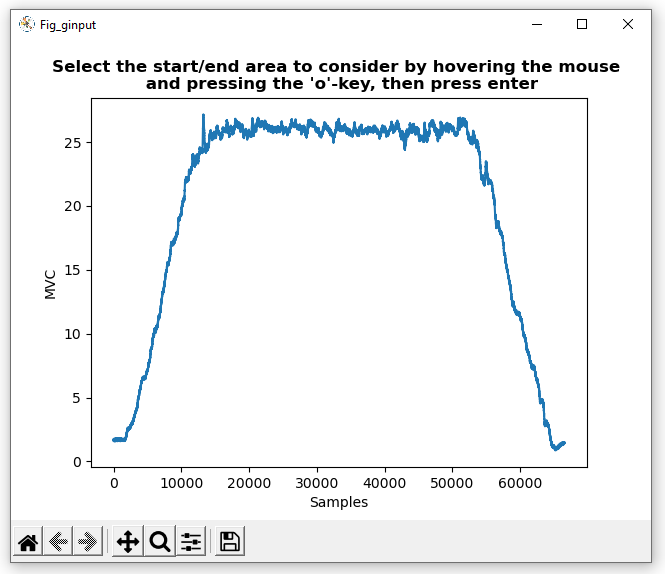 Fig_ginput
Select the start/end area to consider by hovering the mouse
and pressing the 'o'-key, then press enter
25
20
15
10
5
0
MVC
0 10000 20000 30000 40000 50000 60000
Samples